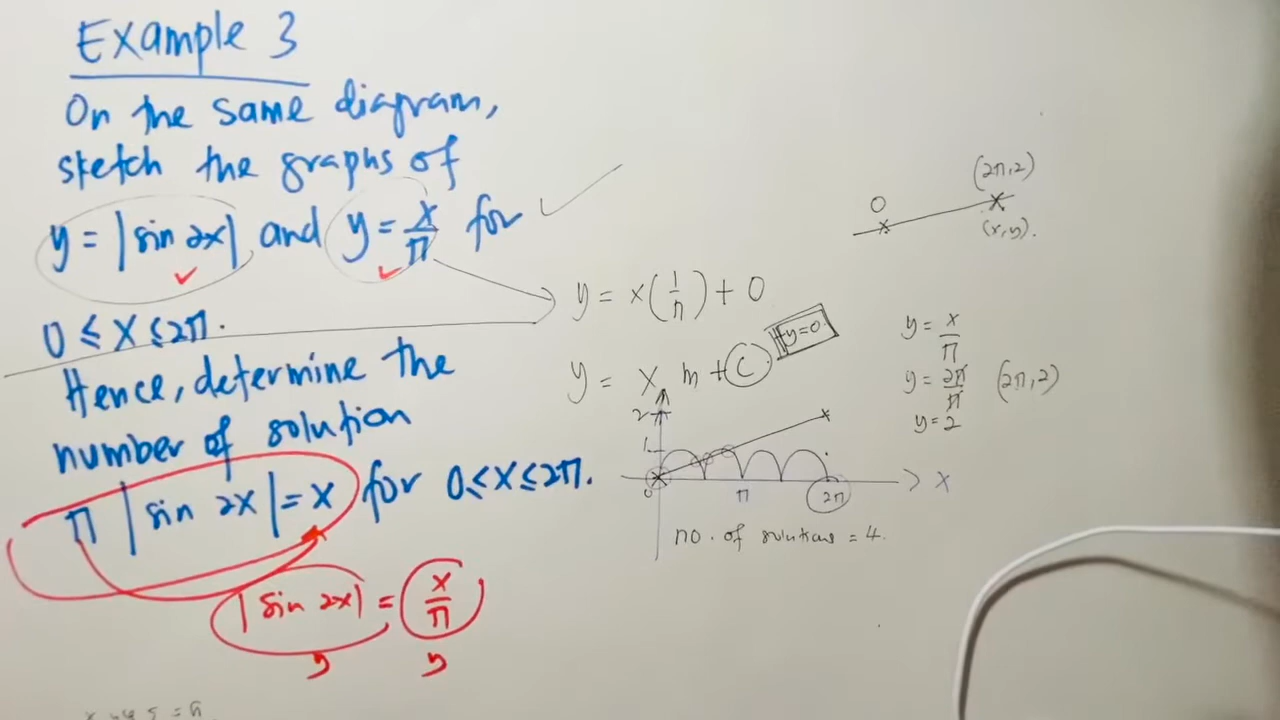 Example 3
On the same diagram,
sketch the graphs of
y = |sin 2x| and y = x/π for
0 ≤ x ≤ 2π.
Hence, determine the
number of solution
π |sin 2x| = x for 0 ≤ x ≤ 2π.
|sin 2x| = x/π
y y
y = x(1/π) + 0
y = x m + c
y=0
2
1
0 π 2π x
no. of solutions = 4.
0 (2π, 2)
(x, y).
y = x/π
y = 2π/π (2π, 2)
y = 2